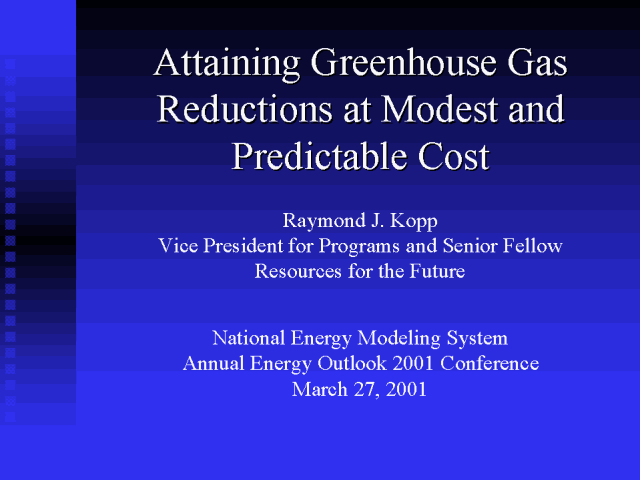 Attaining Greenhouse Gas
Reductions at Modest and
Predictable Cost
Raymond J. Kopp
Vice President for Programs and Senior Fellow
Resources for the Future
National Energy Modeling System
Annual Energy Outlook 2001 Conference
March 27, 2001